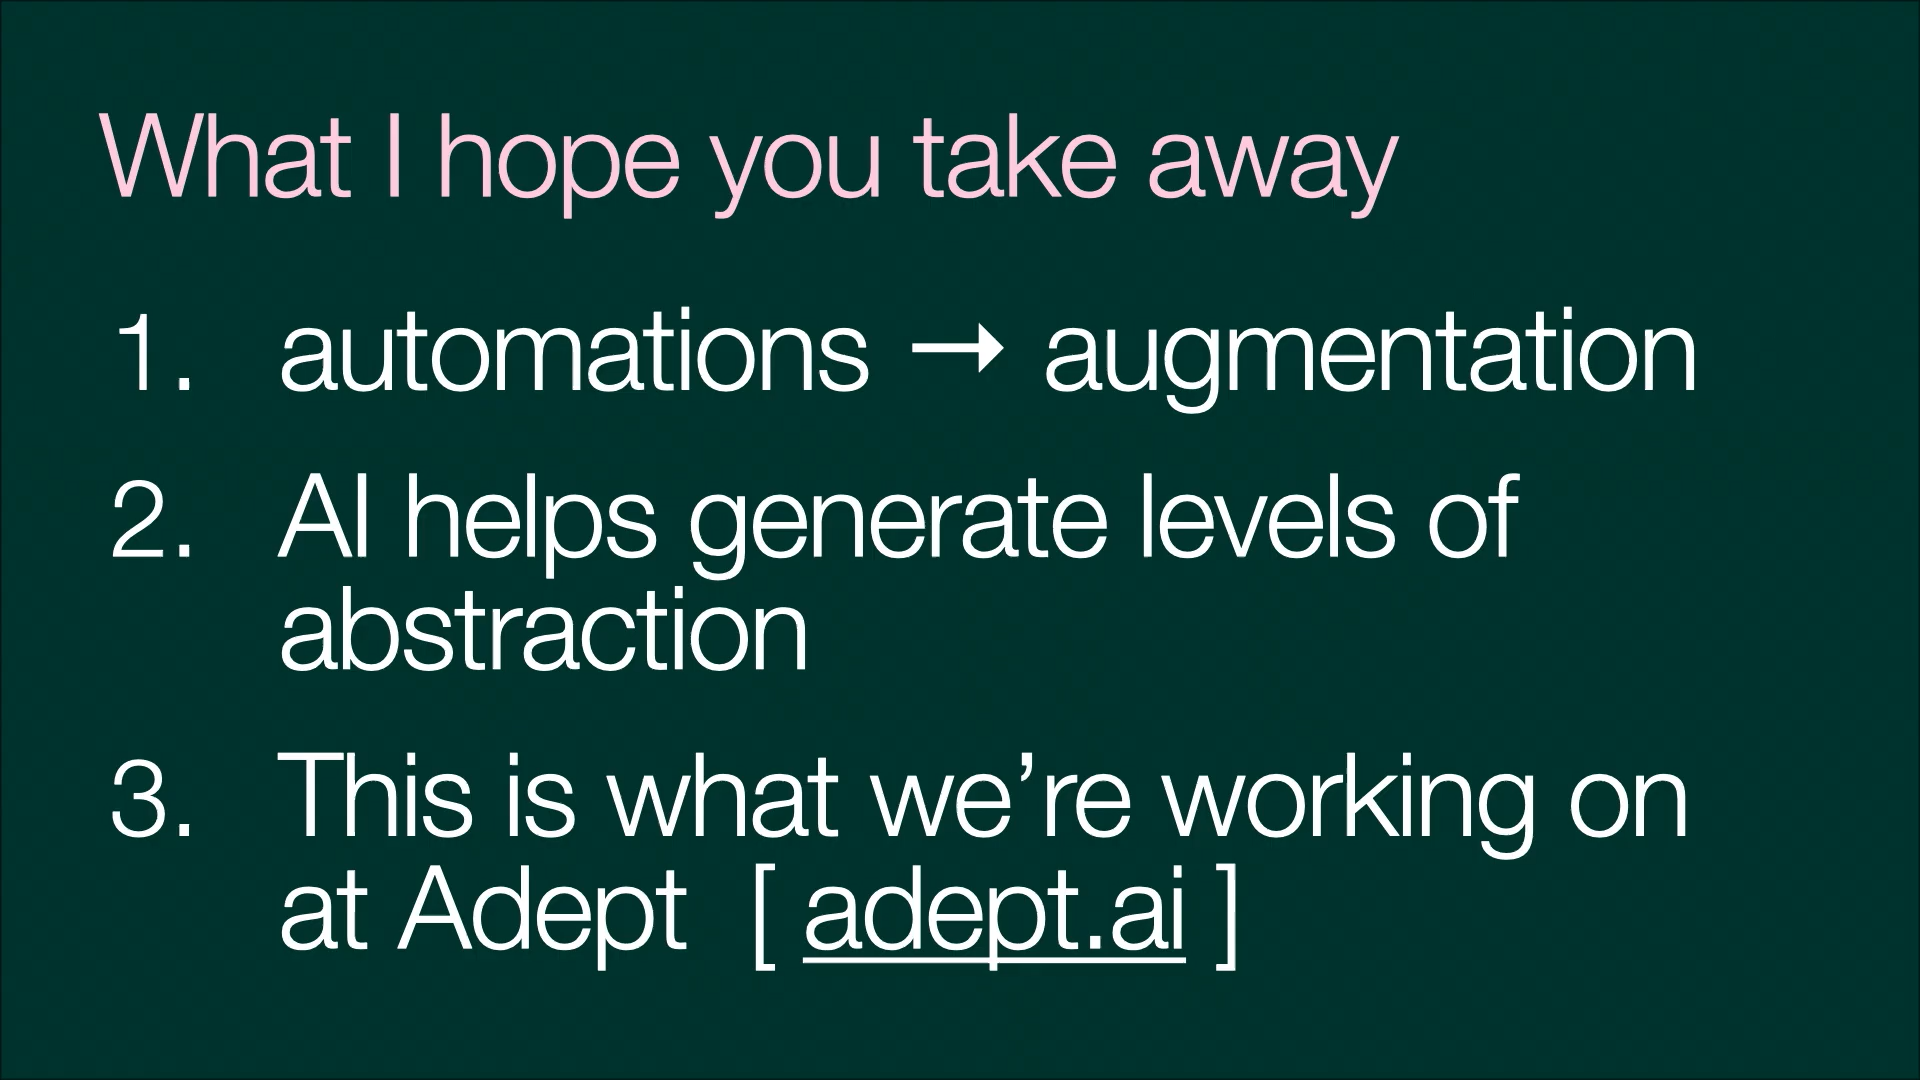 What I hope you take away
1. automations → augmentation
2. AI helps generate levels of
abstraction
3. This is what we’re working on
at Adept [ adept.ai ]